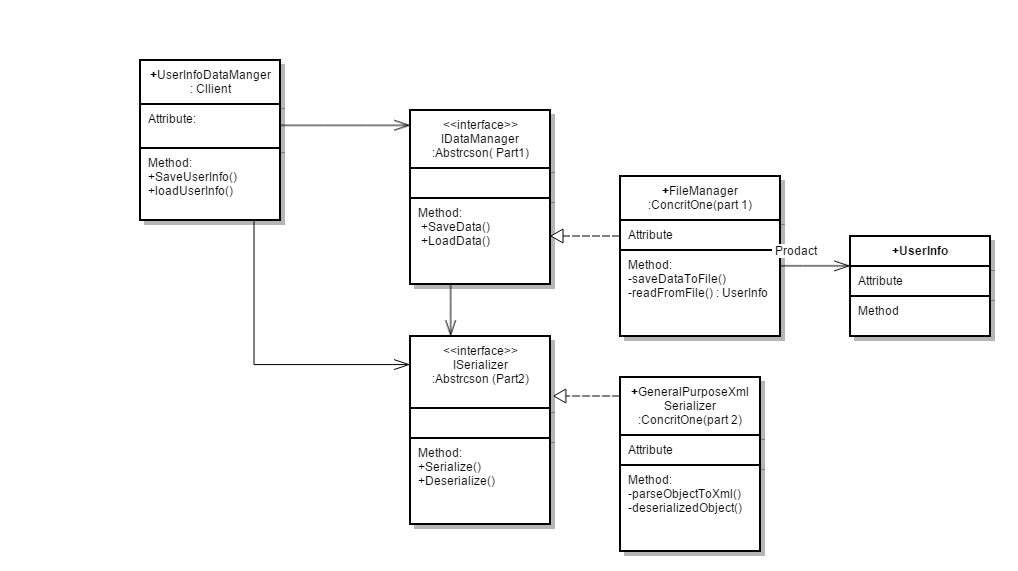 +UserInfoDataManger
: Cllient
Attribute:
Method:
+SaveUserInfo()
+loadUserInfo()
<<interface>>
IDataManager
:Abstrcson( Part1)
Method:
+SaveData()
+LoadData()
+FileManager
:ConcritOne(part 1)
Attribute
Method:
-saveDataToFile()
-readFromFile() : UserInfo
Prodact
+UserInfo
Attribute
Method
<<interface>>
ISerializer
:Abstrcson (Part2)
Method:
+Serialize()
+Deserialize()
+GeneralPurposeXml
Serializer
:ConcritOne(part 2)
Attribute
Method:
-parseObjectToXml()
-deserializedObject()